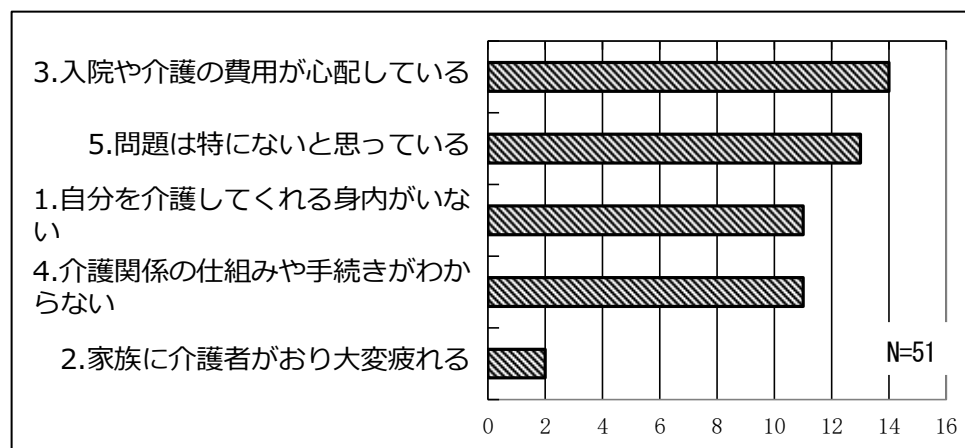 3.入院や介護の費用が心配している
5.問題は特にないと思っている
1.自分を介護してくれる身内がいな
い
4.介護関係の仕組みや手続きがわか
らない
2.家族に介護者がおり大変疲れる
N=51
0 2 4 6 8 10 12 14 16